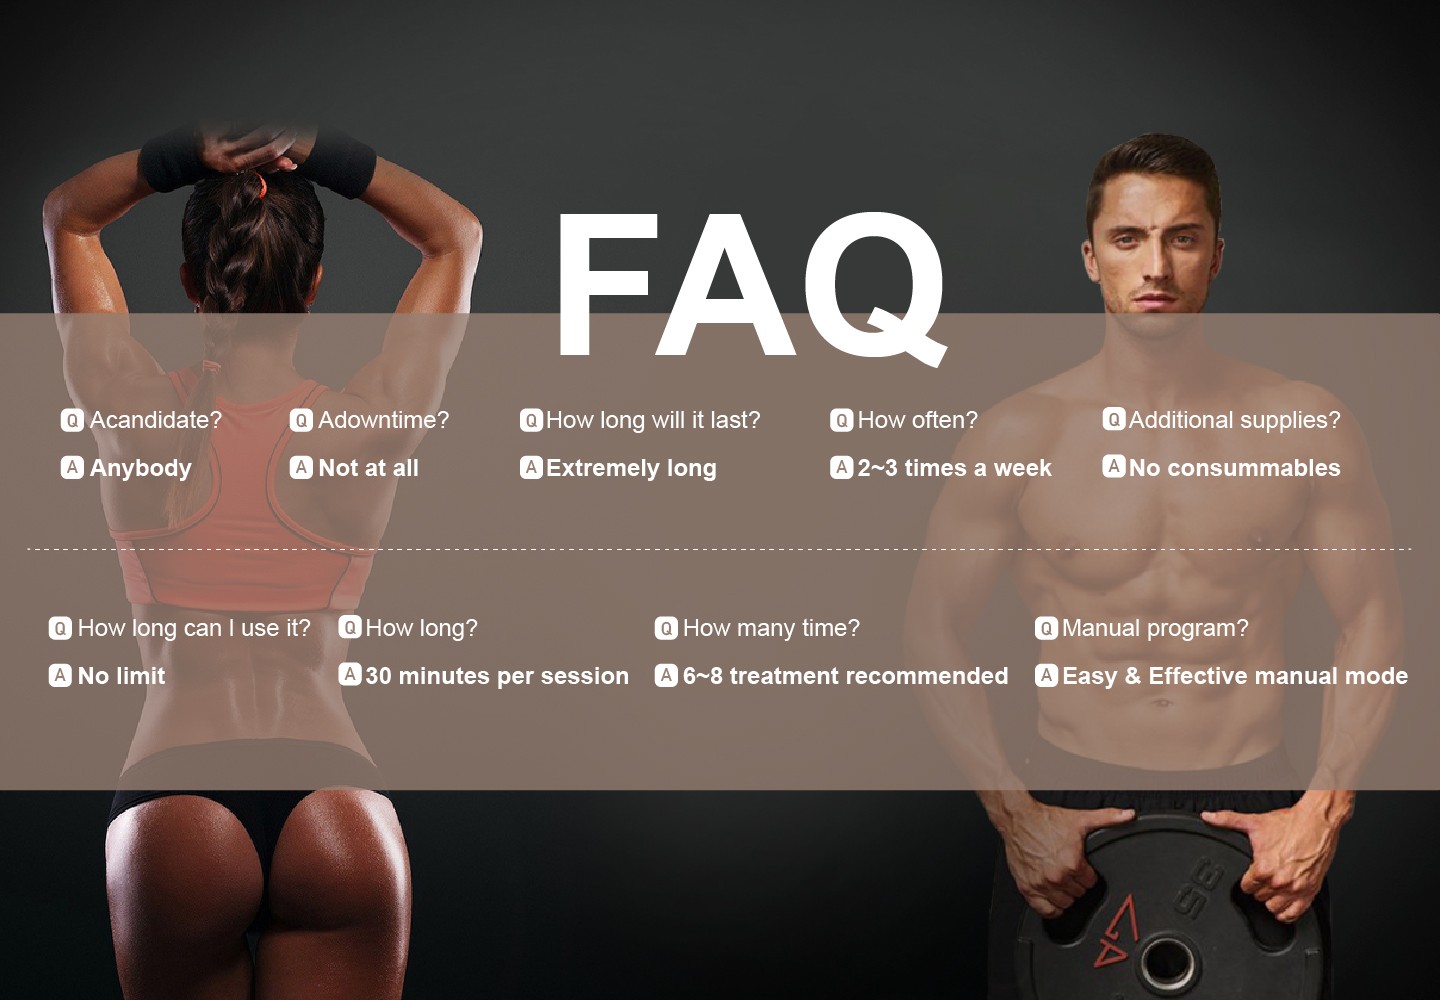 FAQ
Q Acandidate?
A Anybody
Q Adowntime?
A Not at all
Q How long will it last?
A Extremely long
Q How often?
A 2~3 times a week
Q Additional supplies?
A No consummables
Q How long can I use it?
A No limit
Q How long?
A 30 minutes per session
Q How many time?
A 6~8 treatment recommended
Q Manual program?
A Easy & Effective manual mode